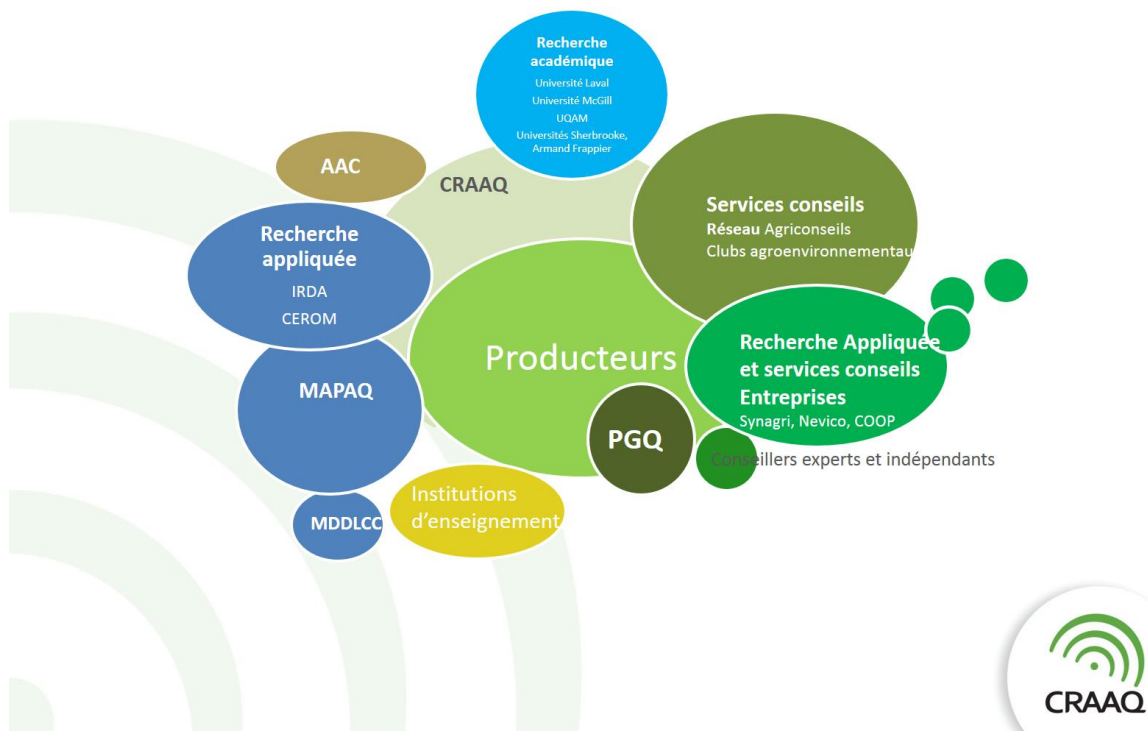 Recherche
académique
Université Laval
Université McGill
UQAM
Universités Sherbrooke,
Armand Frappier
AAC
CRAAQ
Recherche
appliquée
IRDA
CEROM
Services conseils
Réseau Agriconseils
Clubs agroenvironnementau
Producteurs
Recherche Appliquée
et services conseils
Entreprises
Synagri, Nevico, COOP
MAPAQ
PGQ
Conseillers experts et indépendants
Institutions
d'enseignement
MDDLCC
CRAAQ